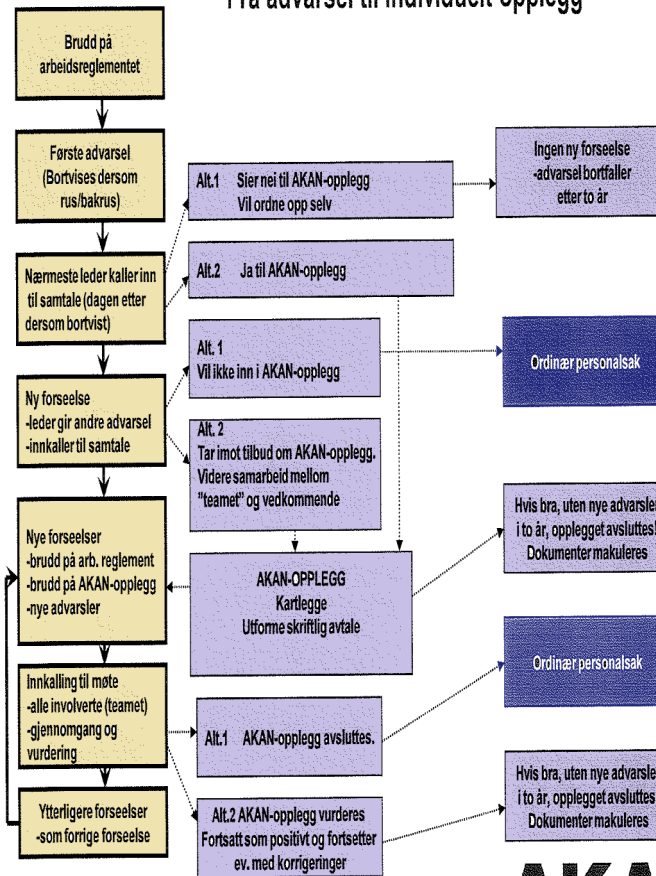 Fra advarsel til individuelt opplegg
Brudd på
arbeidsreglementet
Første advarsel
(Bortvises dersom
rus/bakrus)
Alt.1 Sier nei til AKAN-opplegg
Vil ordne opp selv
Ingen ny forseelse
-advarsel bortfaller
etter to år
Nærmeste leder kaller inn
til samtale (dagen etter
dersom bortvist)
Alt.2 Ja til AKAN-opplegg
Alt. 1
Vil ikke inn i AKAN-opplegg
Ordinær personalsak
Ny forseelse
-leder gir andre advarsel
-innkaller til samtale
Alt. 2
Tar imot tilbud om AKAN-opplegg.
Videre samarbeid mellom
"teamet" og vedkommende
Nye forseelser
-brudd på arb. reglement
-brudd på AKAN-opplegg
-nye advarsler
AKAN-OPPLEGG
Kartlegge
Utforme skriftlig avtale
Hvis bra, uten nye advarsler
i to år, opplegget avsluttes!
Dokumenter makuleres
Innkalling til møte
-alle involverte (teamet)
-gjennomgang og
vurdering
Alt.1 AKAN-opplegg avsluttes.
Ordinær personalsak
Ytterligere forseelser
-som forrige forseelse
Alt.2 AKAN-opplegg vurderes
Fortsatt som positivt og fortsetter
ev. med korrigeringer
Hvis bra, uten nye advarsler
i to år, opplegget avsluttes
Dokumenter makuleres
AKA